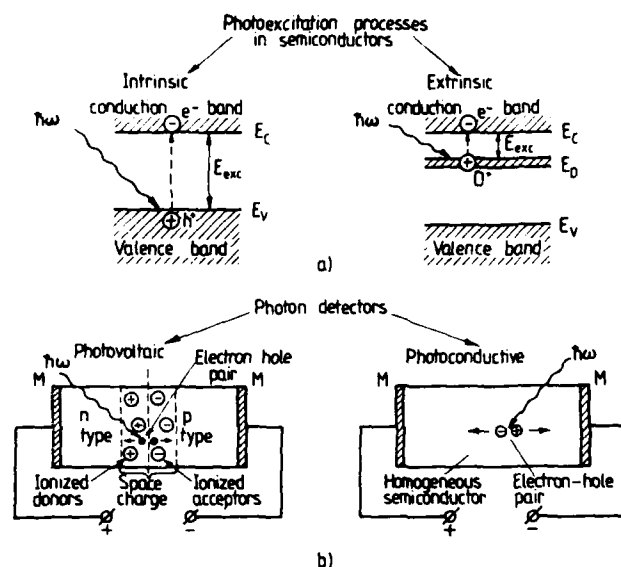 Photoexcitation processes
in semiconductors
Intrinsic
conduction e⁻ band
ħω
−
E_C
E_exc
h⁺
E_V
Valence band
Extrinsic
conduction e⁻ band
ħω
−
E_C
E_exc
+
E_D
D⁺
E_V
Valence band
a)
Photon detectors
Photovoltaic
Electron hole
pair
ħω
M
M
n
type
p
type
+ −
+ −
+ −
Ionized
donors
Space
charge
Ionized
acceptors
+ −
Photoconductive
ħω
M
M
− +
Homogeneous
semiconductor
Electron-hole
pair
+ −
b)